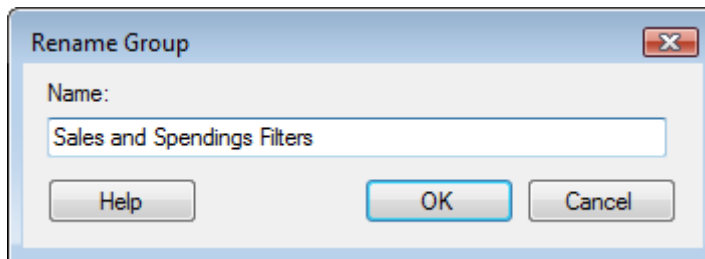 Rename Group
Name:
Sales and Spendings Filters
Help OK Cancel